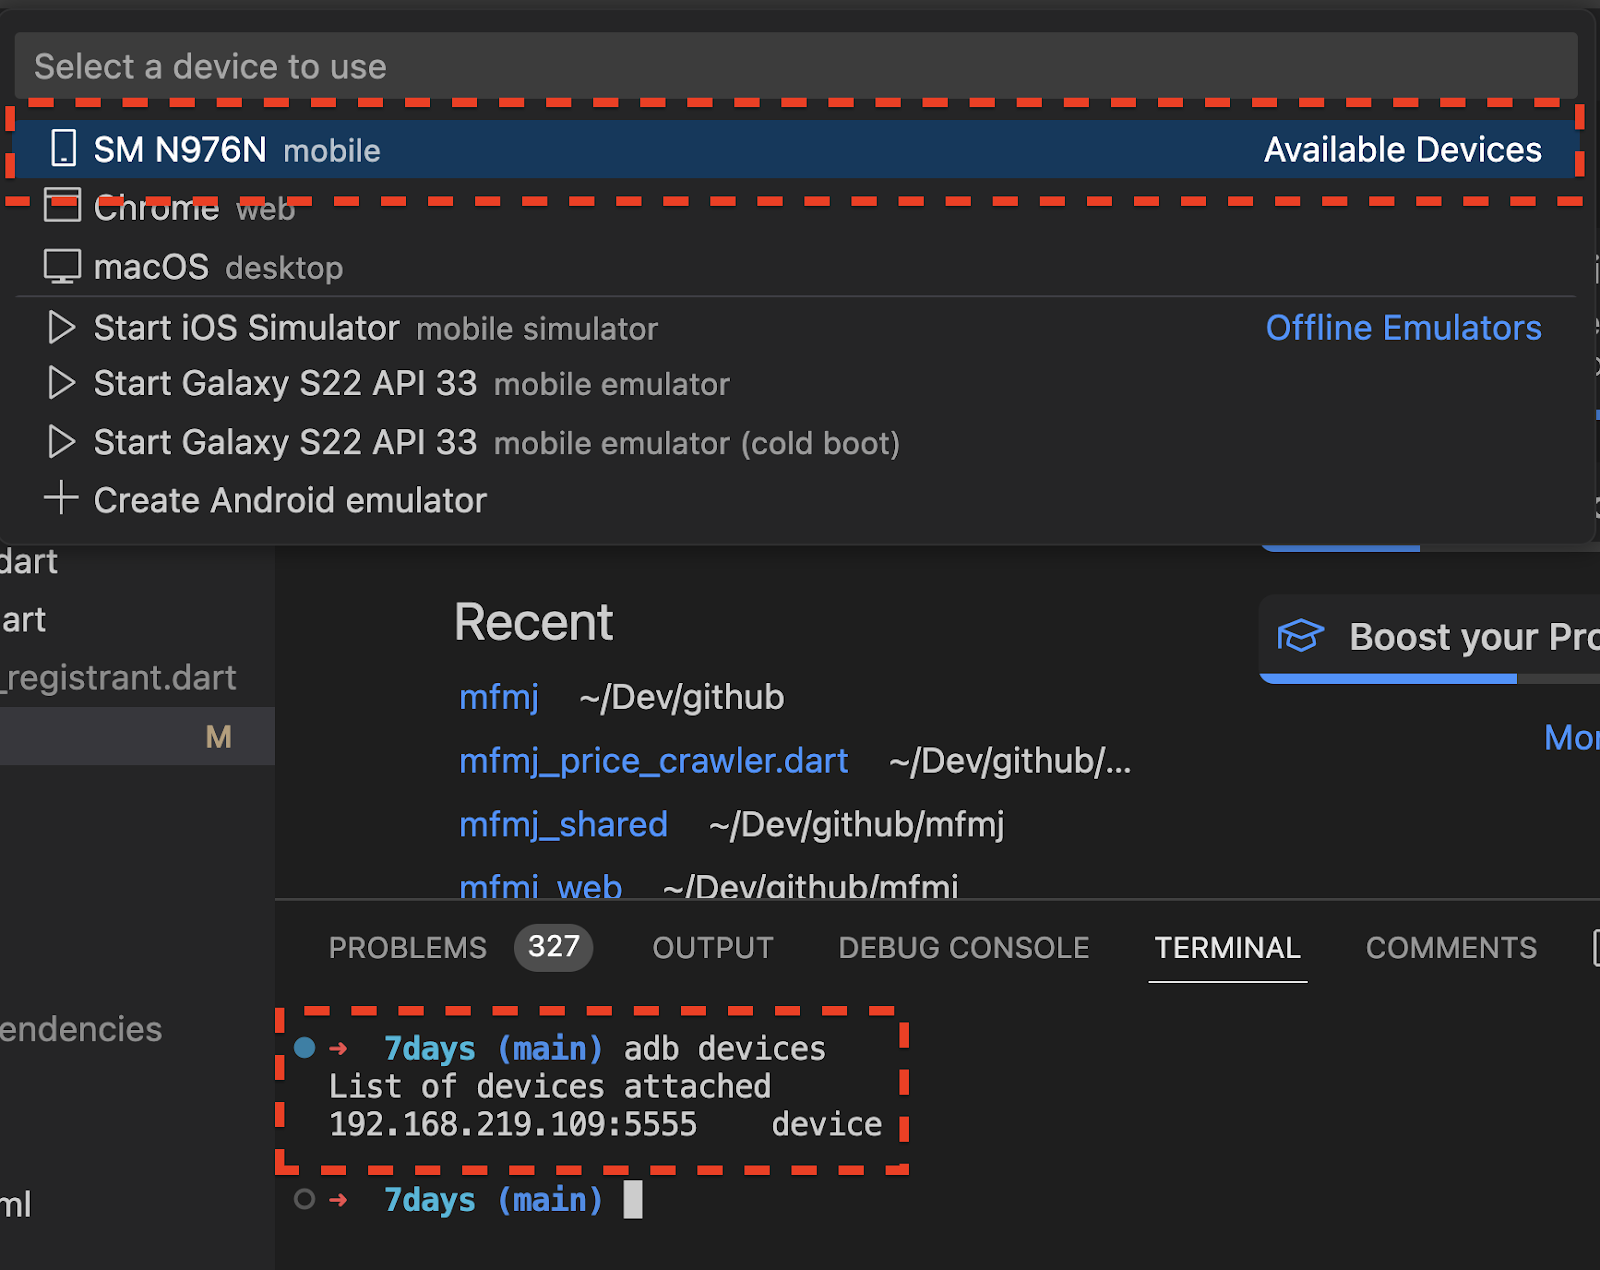 Select a device to use
SM N976N mobile Available Devices
Chrome web
macOS desktop
Start iOS Simulator mobile simulator Offline Emulators
Start Galaxy S22 API 33 mobile emulator
Start Galaxy S22 API 33 mobile emulator (cold boot)
Create Android emulator
dart
art
_registrant.dart
M
endencies
ml
Recent
mfmj ~/Dev/github
mfmj_price_crawler.dart ~/Dev/github/...
mfmj_shared ~/Dev/github/mfmj
mfmj_web ~/Dev/github/mfmj
Boost your Pro
Mor
PROBLEMS 327 OUTPUT DEBUG CONSOLE TERMINAL COMMENTS
→ 7days (main) adb devices
List of devices attached
192.168.219.109:5555 device
→ 7days (main)